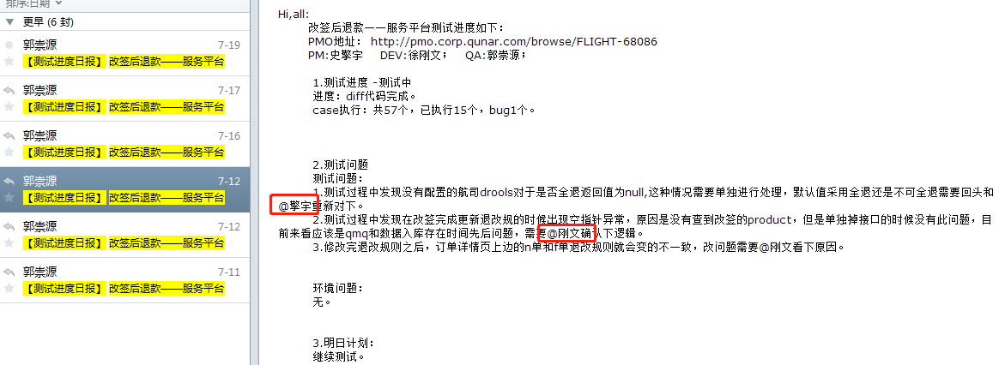 排序:日期
更早 (6 封)
郭崇源 7-19
【测试进度日报】 改签后退款——服务平台
郭崇源 7-17
【测试进度日报】 改签后退款——服务平台
郭崇源 7-16
【测试进度日报】 改签后退款——服务平台
郭崇源 7-12
【测试进度日报】 改签后退款——服务平台
郭崇源 7-12
【测试进度日报】 改签后退款——服务平台
郭崇源 7-11
【测试进度日报】 改签后退款——服务平台
Hi,all:
改签后退款——服务平台测试进度如下:
PMO地址: http://pmo.corp.qunar.com/browse/FLIGHT-68086
PM:史擎宇 DEV:徐刚文; QA:郭崇源;
1.测试进度 -测试中
进度: diff代码完成。
case执行: 共57个, 已执行15个, bug1个。
2.测试问题
测试问题:
1.测试过程中发现没有配置的航司drools对于是否全退返回值为null,这种情况需要单独进行处理, 默认值采用全退还是不可全退需要回头和
@擎宇重新对下。
2.测试过程中发现在改签完成更新退改规的时候出现空指针异常, 原因是没有查到改签的product, 但是单独掉接口的时候没有此问题, 目
前来看应该是qmq和数据入库存在时间先后问题, 需要@刚文确认下逻辑。
3.修改完退改规则之后, 订单详情页上边的n单和f单退改规则就会变的不一致, 改问题需要@刚文看下原因。
环境问题:
无。
3.明日计划:
继续测试。